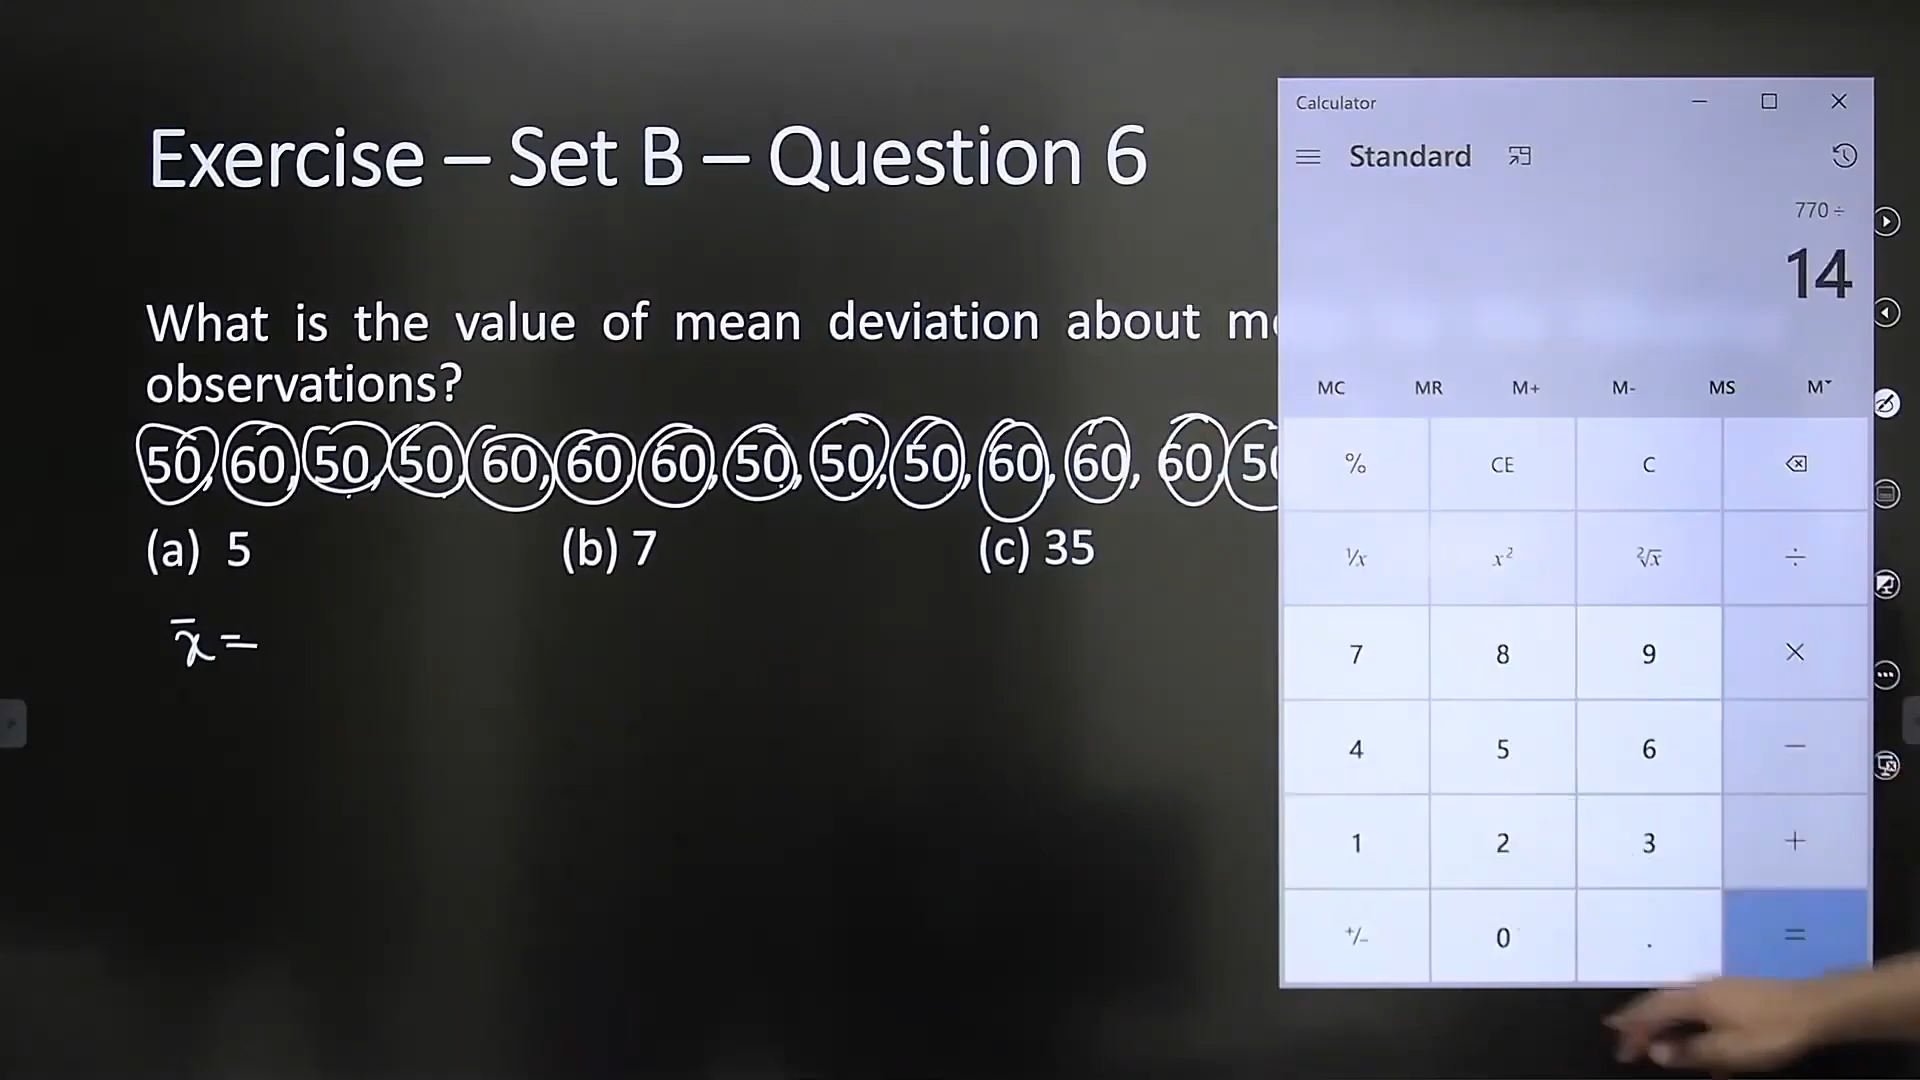 Exercise – Set B – Question 6
What is the value of mean deviation about
observations?
50, 60, 50, 50, 60, 60, 60, 50, 50, 50, 60, 60, 60,
(a) 5 (b) 7 (c) 35
x̄ =
Calculator
Standard
770 ÷
14
MC MR M+ M- MS M˅
% CE C
¹/x x² ²√x ÷
7 8 9 ×
4 5 6 −
1 2 3 +
+/− 0 . =